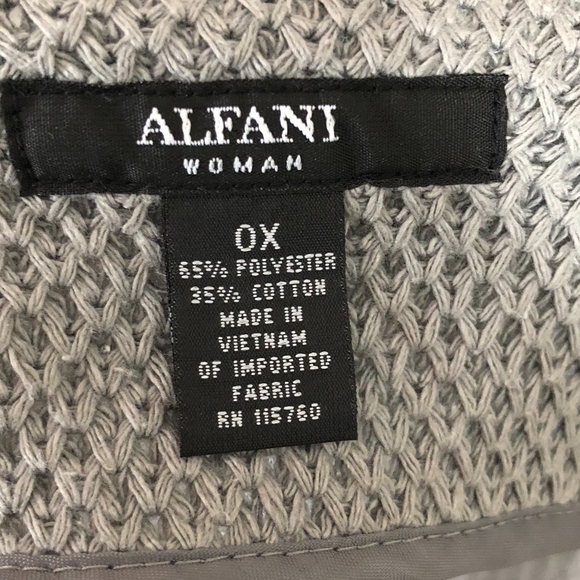 ALFANI
WOMAN
0X
65% POLYESTER
35% COTTON
MADE IN
VIETNAM
OF IMPORTED
FABRIC
RN 115760